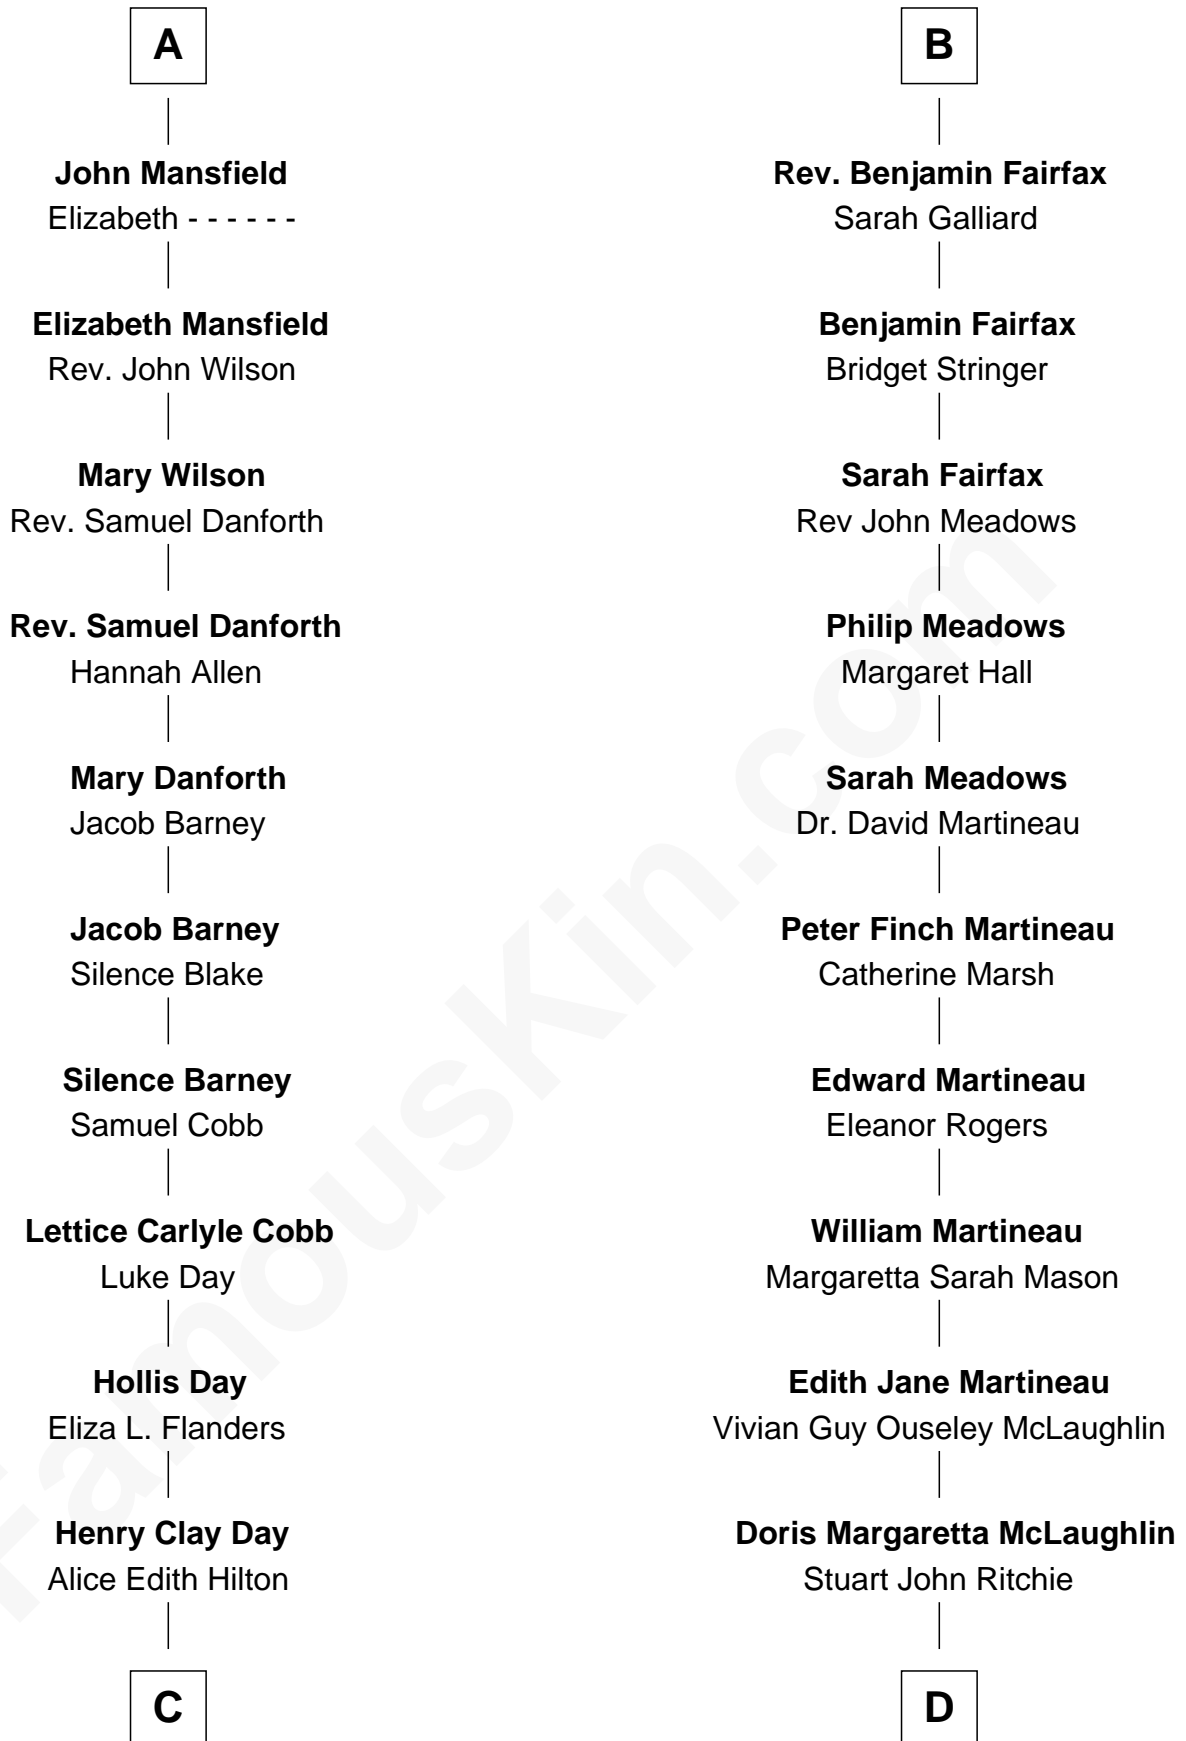 A
John Mansfield
Elizabeth - - - - - -
Elizabeth Mansfield
Rev. John Wilson
Mary Wilson
Rev. Samuel Danforth
Rev. Samuel Danforth
Hannah Allen
Mary Danforth
Jacob Barney
Jacob Barney
Silence Blake
Silence Barney
Samuel Cobb
Lettice Carlyle Cobb
Luke Day
Hollis Day
Eliza L. Flanders
Henry Clay Day
Alice Edith Hilton
C
B
Rev. Benjamin Fairfax
Sarah Galliard
Benjamin Fairfax
Bridget Stringer
Sarah Fairfax
Rev John Meadows
Philip Meadows
Margaret Hall
Sarah Meadows
Dr. David Martineau
Peter Finch Martineau
Catherine Marsh
Edward Martineau
Eleanor Rogers
William Martineau
Margaretta Sarah Mason
Edith Jane Martineau
Vivian Guy Ouseley McLaughlin
Doris Margaretta McLaughlin
Stuart John Ritchie
D
FamousKin.com